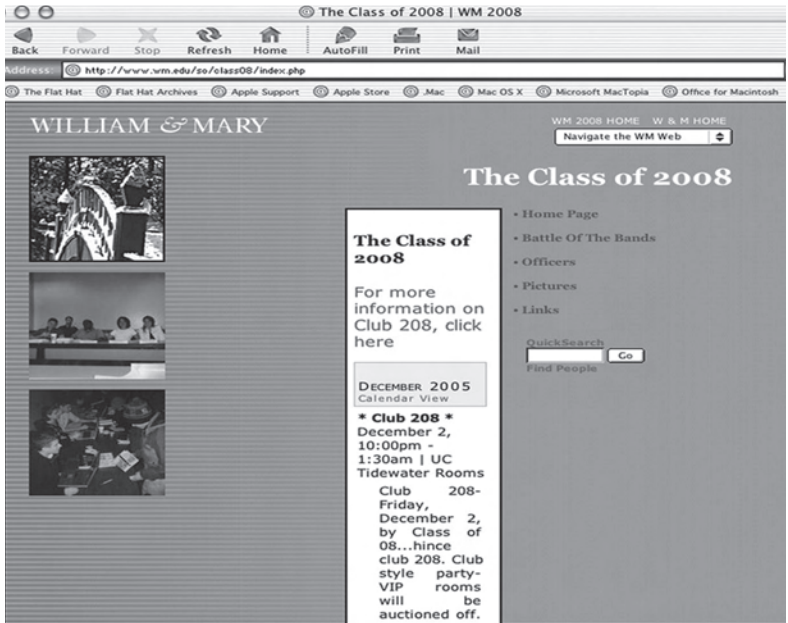 The Class of 2008 | WM 2008
Back Forward Stop Refresh Home AutoFill Print Mail
Address: http://www.wm.edu/so/class08/index.php
The Flat Hat Flat Hat Archives Apple Support Apple Store .Mac Mac OS X Microsoft MacTopia Office for Macintosh
WILLIAM & MARY
WM 2008 HOME W & M HOME
Navigate the WM Web
The Class of 2008
• Home Page
• Battle Of The Bands
• Officers
• Pictures
• Links
QuickSearch
Go
Find People
The Class of
2008
For more
information on
Club 208, click
here
DECEMBER 2005
Calendar View
* Club 208 *
December 2,
10:00pm -
1:30am | UC
Tidewater Rooms
Club 208-
Friday,
December 2,
by Class of
08...hince
club 208. Club
style party-
VIP rooms
will be
auctioned off.